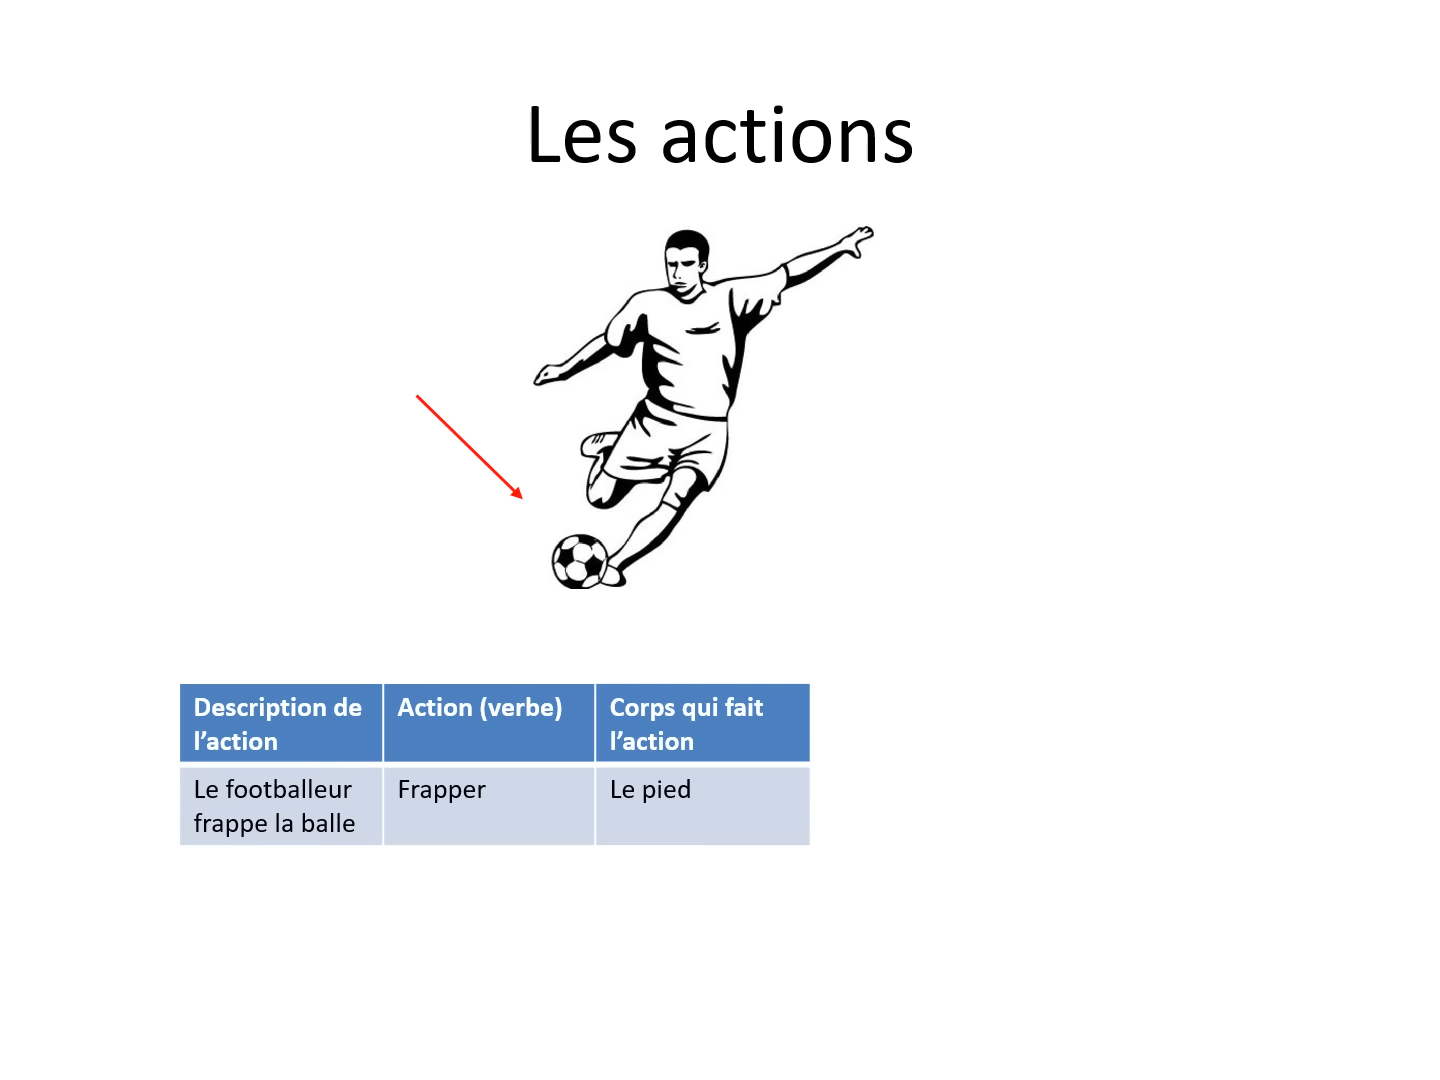 Les actions
Description de l’action
Action (verbe)
Corps qui fait l’action
Le footballeur frappe la balle
Frapper
Le pied